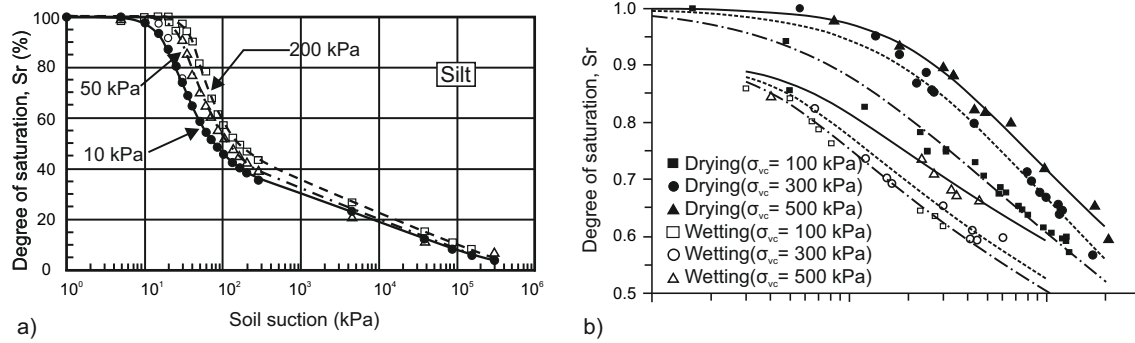 a)
Degree of saturation, Sr (%)
100
80
60
40
20
0
200 kPa
50 kPa
10 kPa
Silt
10⁰ 10¹ 10² 10³ 10⁴ 10⁵ 10⁶
Soil suction (kPa)
b)
Degree of saturation, Sr
1.0
0.9
0.8
0.7
0.6
0.5
Drying(σvc= 100 kPa)
Drying(σvc= 300 kPa)
Drying(σvc= 500 kPa)
Wetting(σvc= 100 kPa)
Wetting(σvc= 300 kPa)
Wetting(σvc= 500 kPa)